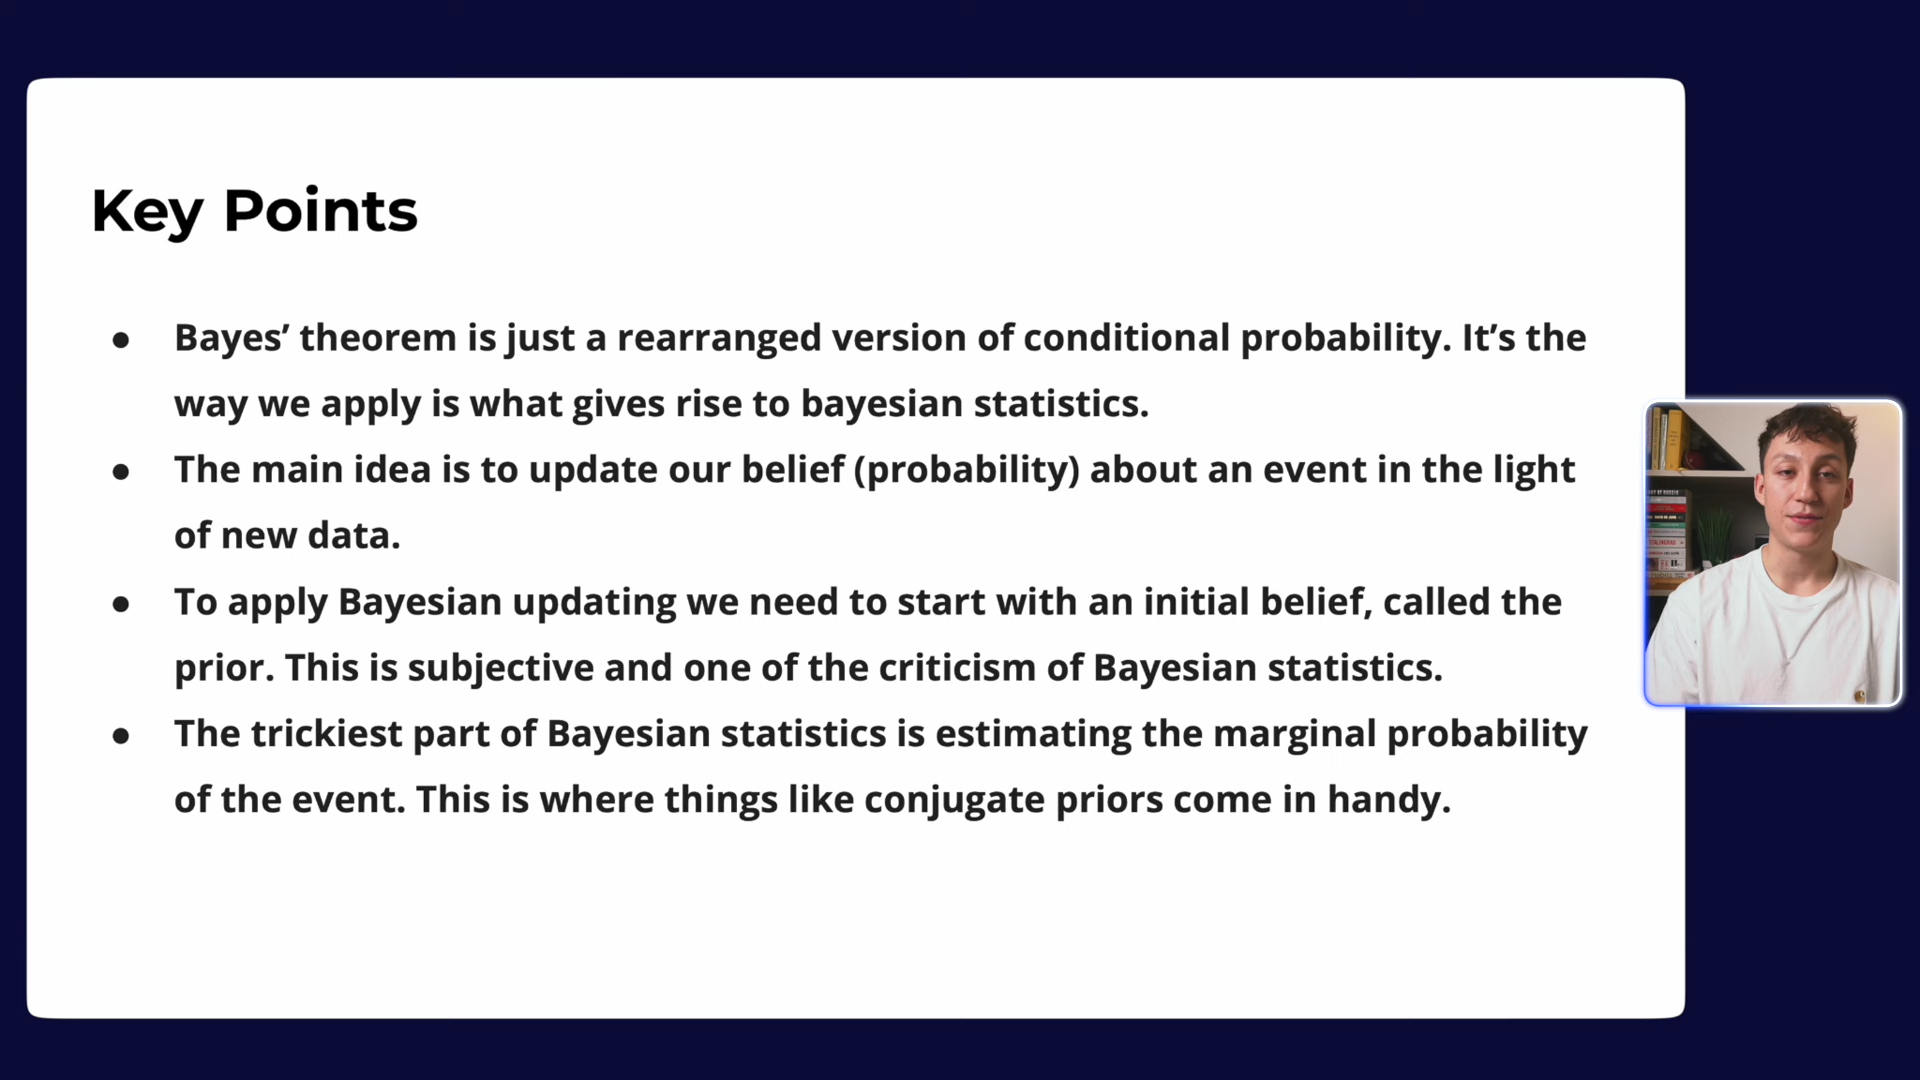 Key Points
● Bayes’ theorem is just a rearranged version of conditional probability. It’s the
way we apply is what gives rise to bayesian statistics.
● The main idea is to update our belief (probability) about an event in the light
of new data.
● To apply Bayesian updating we need to start with an initial belief, called the
prior. This is subjective and one of the criticism of Bayesian statistics.
● The trickiest part of Bayesian statistics is estimating the marginal probability
of the event. This is where things like conjugate priors come in handy.
STALINGRAD